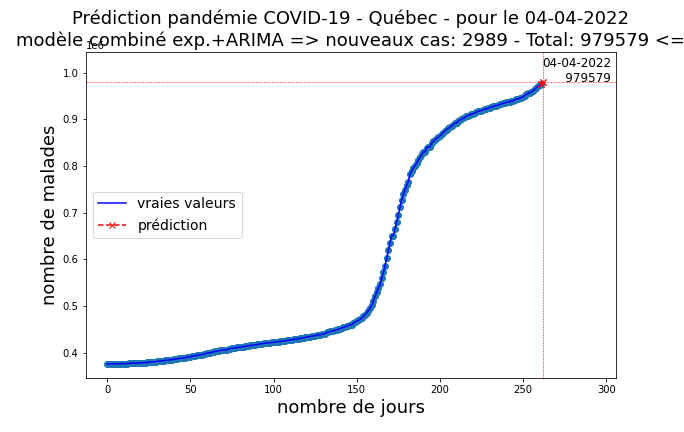 Prédiction pandémie COVID-19 - Québec - pour le 04-04-2022
modèle combiné exp.+ARIMA => nouveaux cas: 2989 - Total: 979579 <=
1e6
04-04-2022
979579
1.0
0.9
0.8
0.7
0.6
0.5
0.4
nombre de malades
vraies valeurs
prédiction
0 50 100 150 200 250 300
nombre de jours